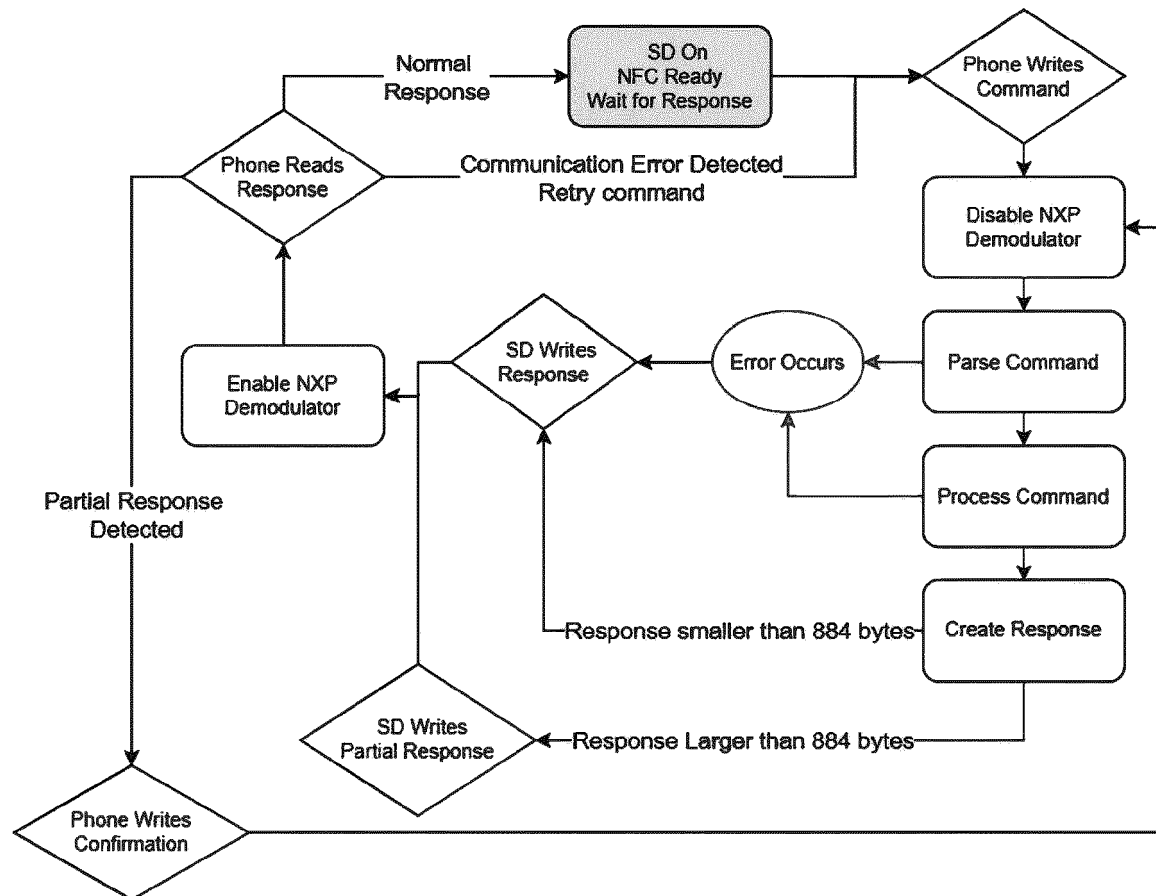 SD On
NFC Ready
Wait for Response
Normal
Response
Phone Writes
Command
Phone Reads
Response
Communication Error Detected
Retry command
Disable NXP
Demodulator
SD Writes
Response
Error Occurs
Parse Command
Enable NXP
Demodulator
Process Command
Partial Response
Detected
Response smaller than 884 bytes
Create Response
SD Writes
Partial Response
Response Larger than 884 bytes
Phone Writes
Confirmation